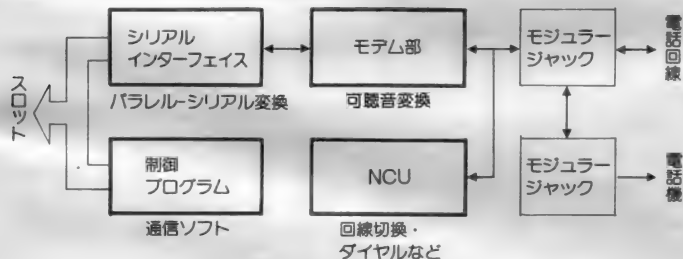 シリアル
インターフェイス
パラレル-シリアル変換
モデム部
可聴音変換
モジュラー
ジャック
電話回線
スロット
制御
プログラム
通信ソフト
NCU
回線切換・
ダイヤルなど
モジュラー
ジャック
電話機